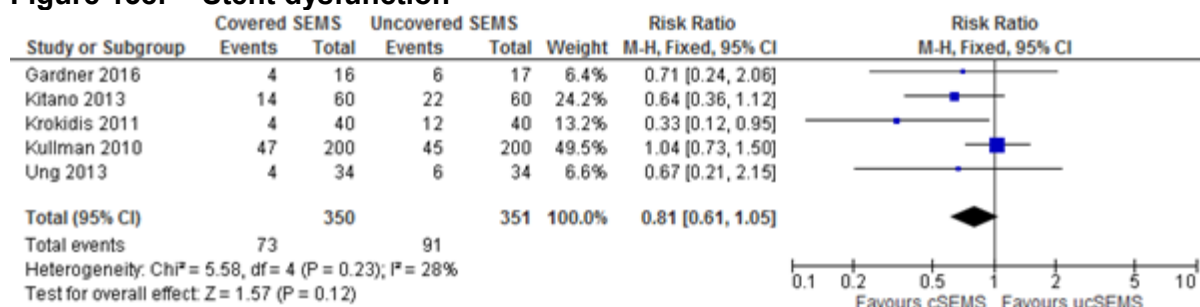 Covered SEMS Uncovered SEMS Risk Ratio Risk Ratio
Study or Subgroup Events Total Events Total Weight M-H, Fixed, 95% CI M-H, Fixed, 95% CI
Gardner 2016 4 16 6 17 6.4% 0.71 [0.24, 2.06]
Kitano 2013 14 60 22 60 24.2% 0.64 [0.36, 1.12]
Krokidis 2011 4 40 12 40 13.2% 0.33 [0.12, 0.95]
Kullman 2010 47 200 45 200 49.5% 1.04 [0.73, 1.50]
Ung 2013 4 34 6 34 6.6% 0.67 [0.21, 2.15]
Total (95% CI) 350 351 100.0% 0.81 [0.61, 1.05]
Total events 73 91
Heterogeneity: Chi² = 5.58, df = 4 (P = 0.23); I² = 28%
Test for overall effect: Z = 1.57 (P = 0.12)
0.1 0.2 0.5 1 2 5 10
Favours cSEMS Favours ucSEMS